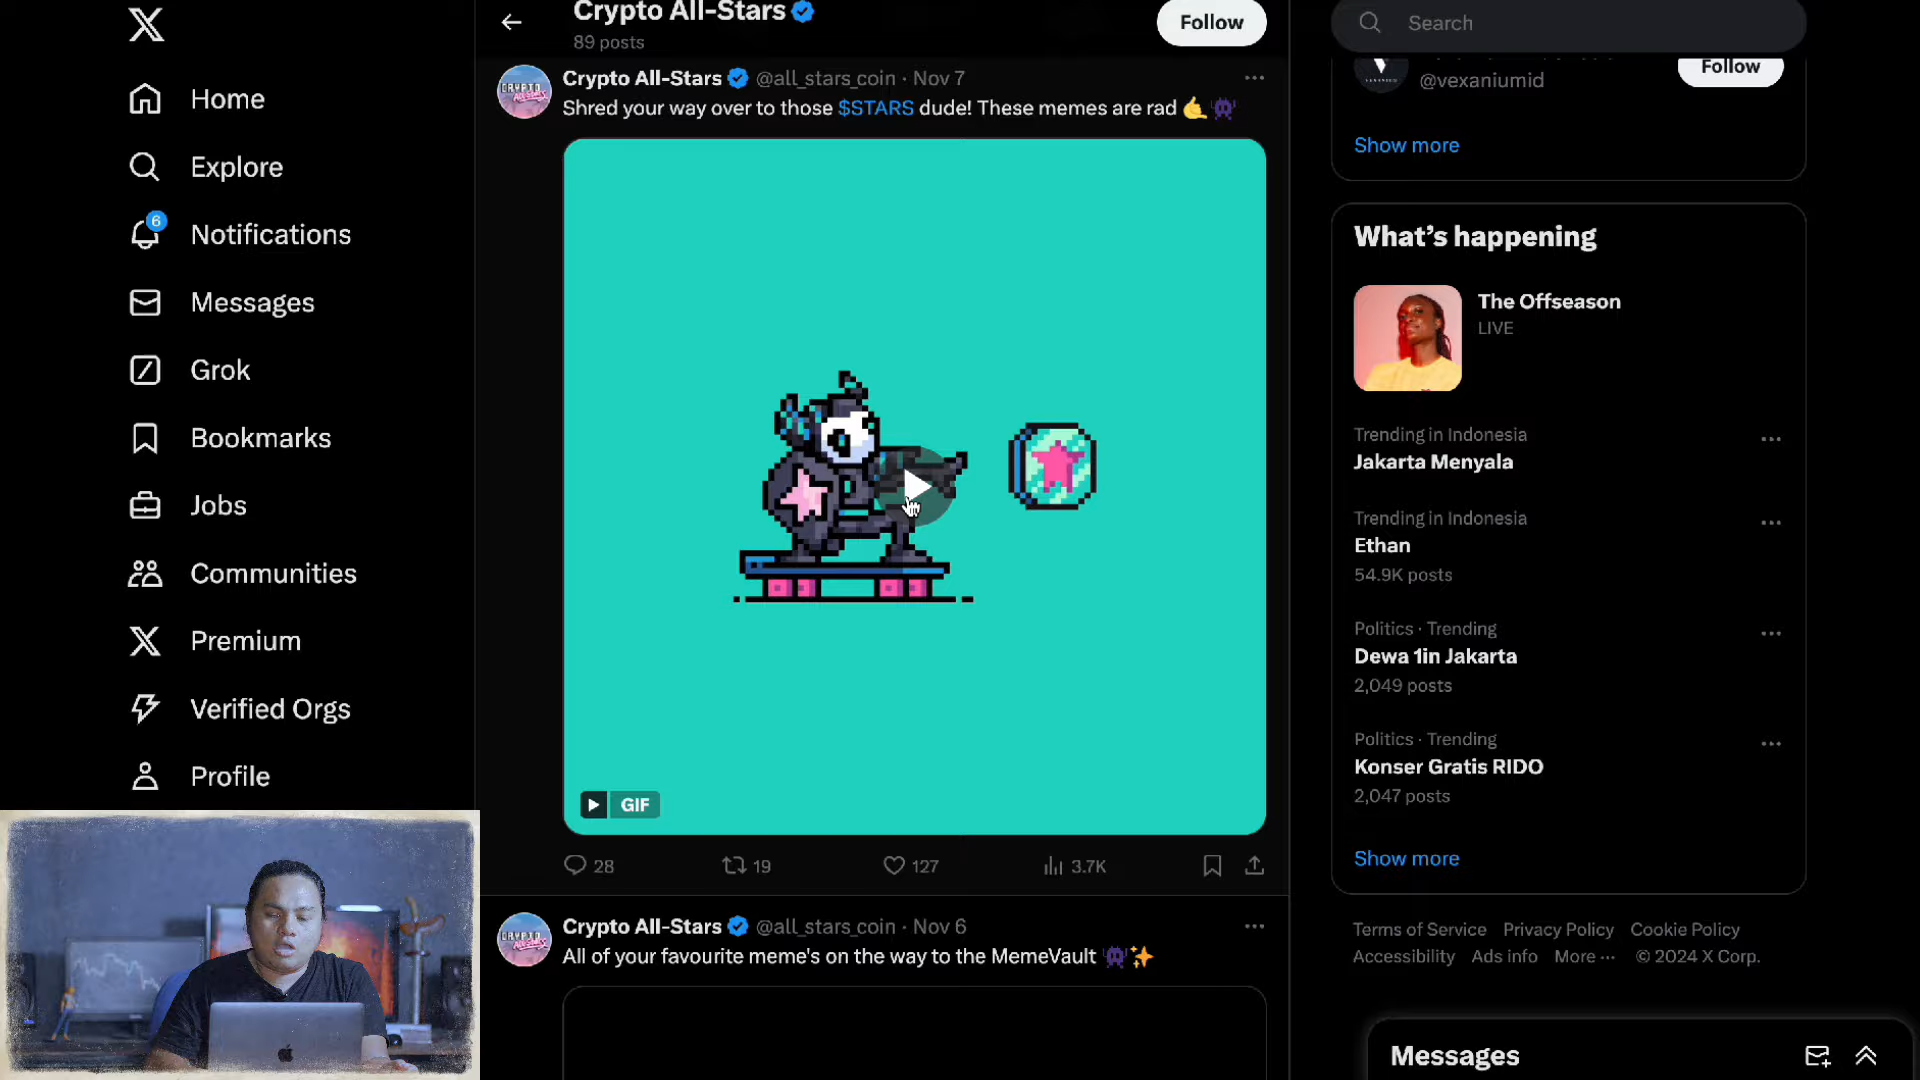 Home
Explore
6
Notifications
Messages
Grok
Bookmarks
Jobs
Communities
Premium
Verified Orgs
Profile
Crypto All-Stars
89 posts
Follow
Crypto All-Stars @all_stars_coin · Nov 7
Shred your way over to those $STARS dude! These memes are rad 🤙👾
GIF
28
19
127
3.7K
Crypto All-Stars @all_stars_coin · Nov 6
All of your favourite meme's on the way to the MemeVault 👾✨
Search
@vexaniumid
Follow
Show more
What's happening
The Offseason
LIVE
Trending in Indonesia
Jakarta Menyala
Trending in Indonesia
Ethan
54.9K posts
Politics · Trending
Dewa 1in Jakarta
2,049 posts
Politics · Trending
Konser Gratis RIDO
2,047 posts
Show more
Terms of Service Privacy Policy Cookie Policy
Accessibility Ads info More ··· © 2024 X Corp.
Messages